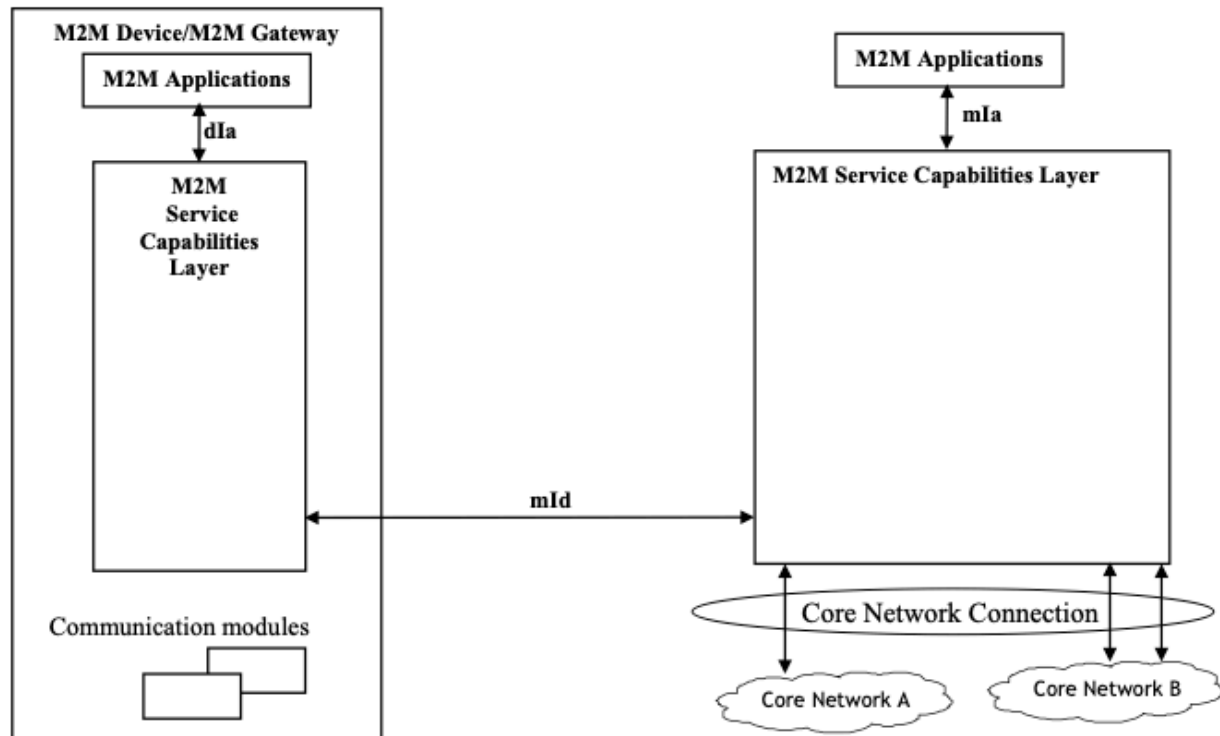 M2M Device/M2M Gateway
M2M Applications
dIa
M2M
Service
Capabilities
Layer
Communication modules
mId
M2M Applications
mIa
M2M Service Capabilities Layer
Core Network Connection
Core Network A
Core Network B